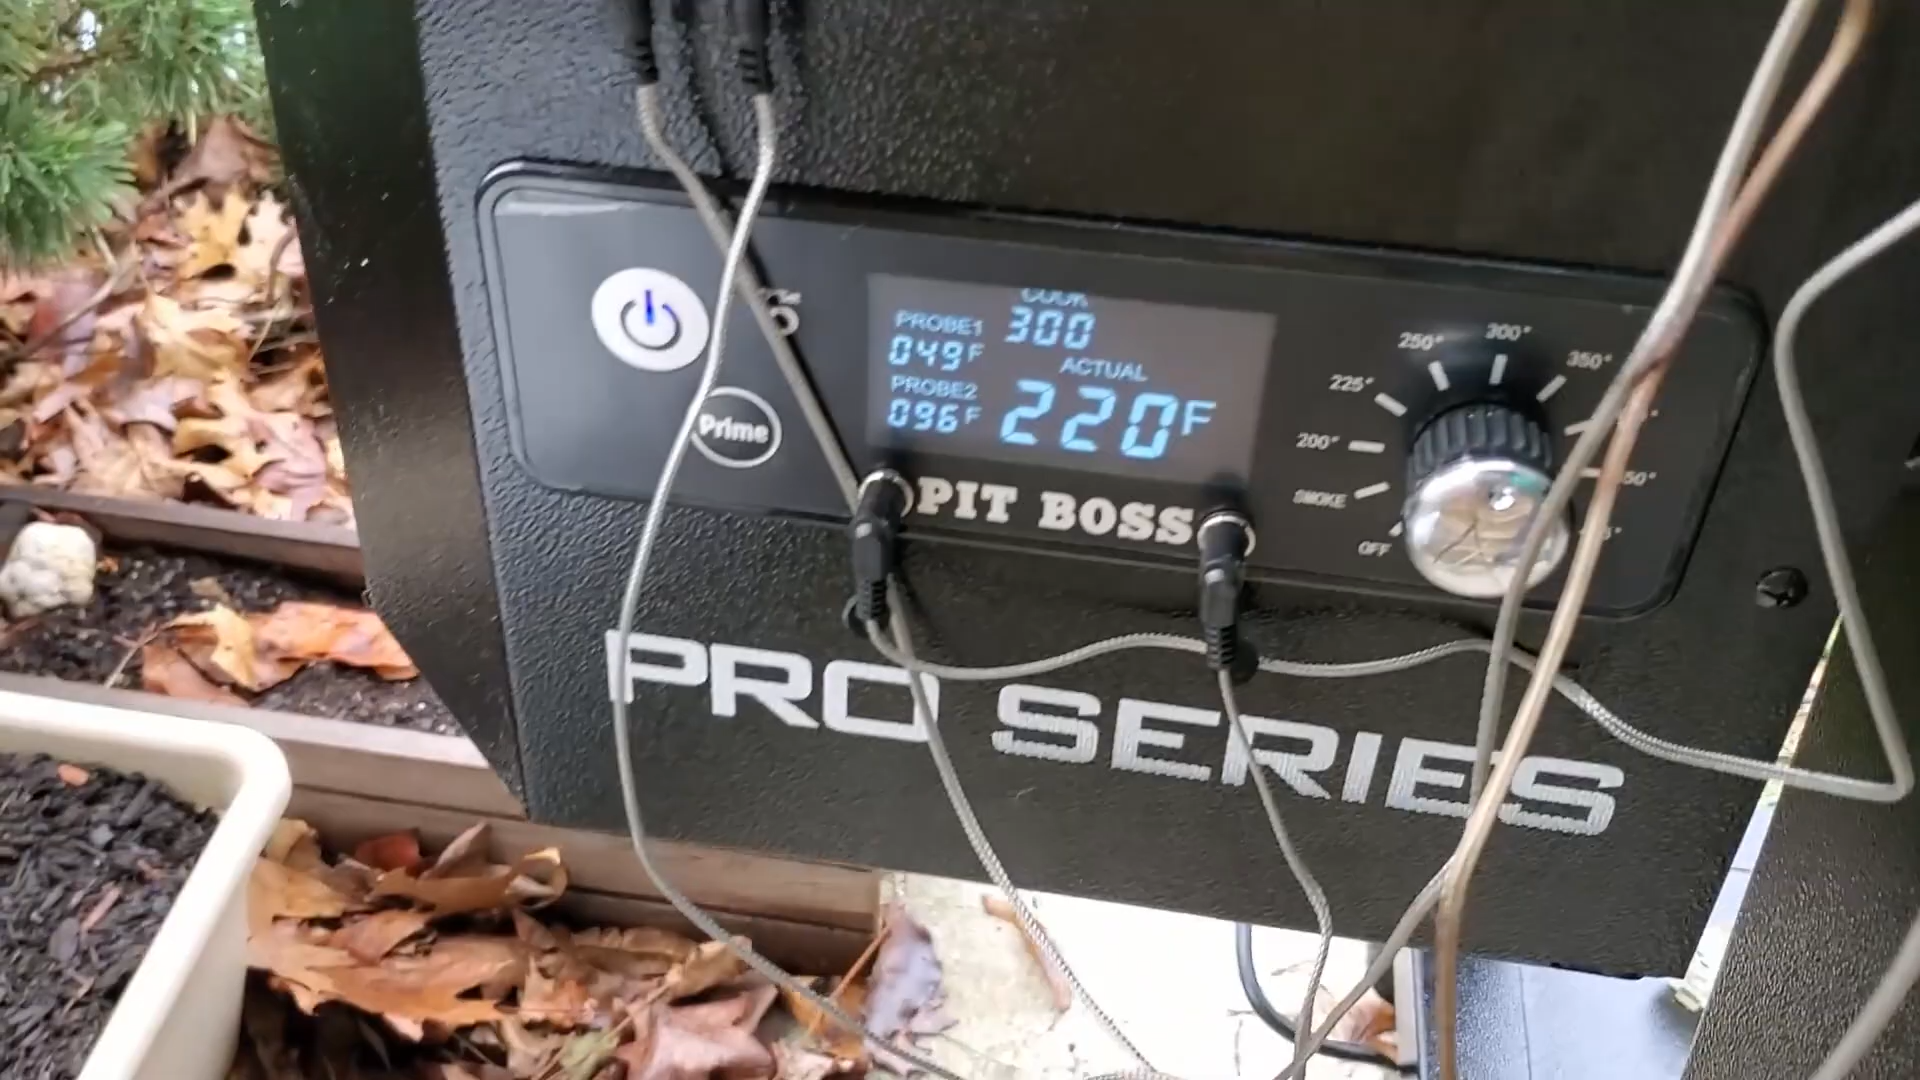 COOK
PROBE1 300
049F ACTUAL
PROBE2 220F
096F
Prime
PIT BOSS
OFF
SMOKE
200°
225°
250°
300°
350°
PRO SERIES